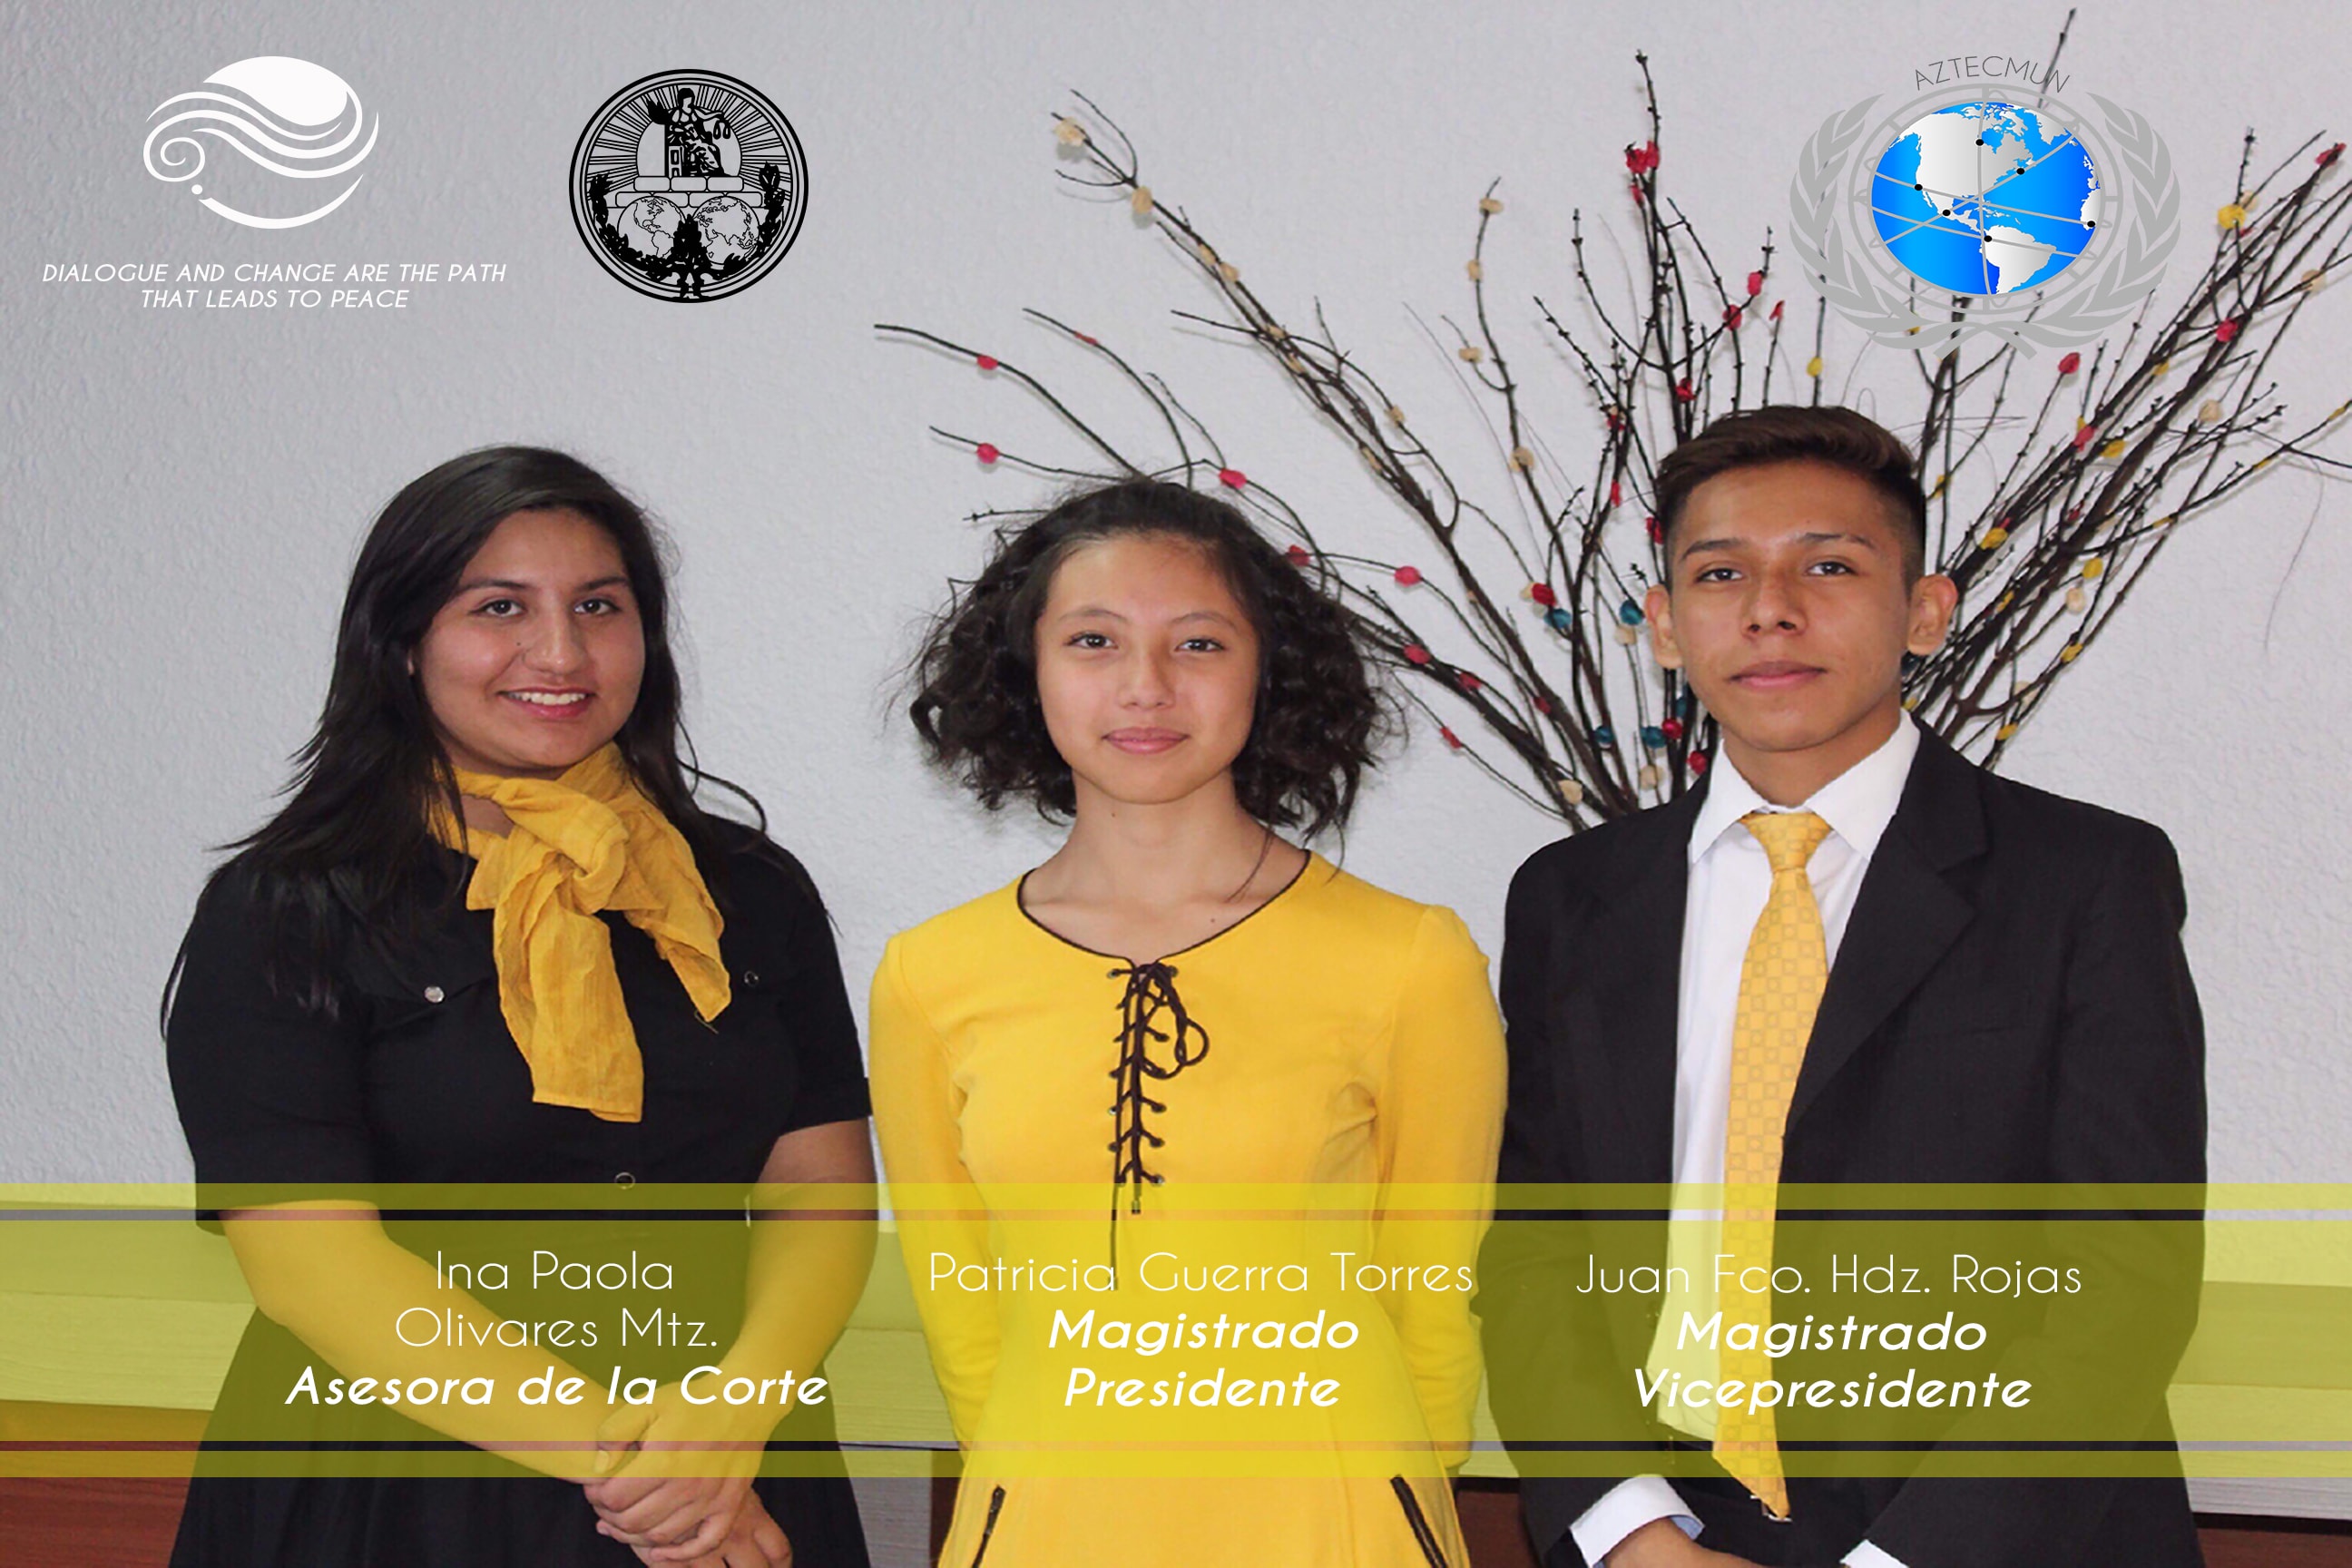 AZTECMUN
DIALOGUE AND CHANGE ARE THE PATH
THAT LEADS TO PEACE
Ina Paola
Olivares Mtz.
Asesora de la Corte
Patricia Guerra Torres
Magistrado
Presidente
Juan Fco. Hdz. Rojas
Magistrado
Vicepresidente